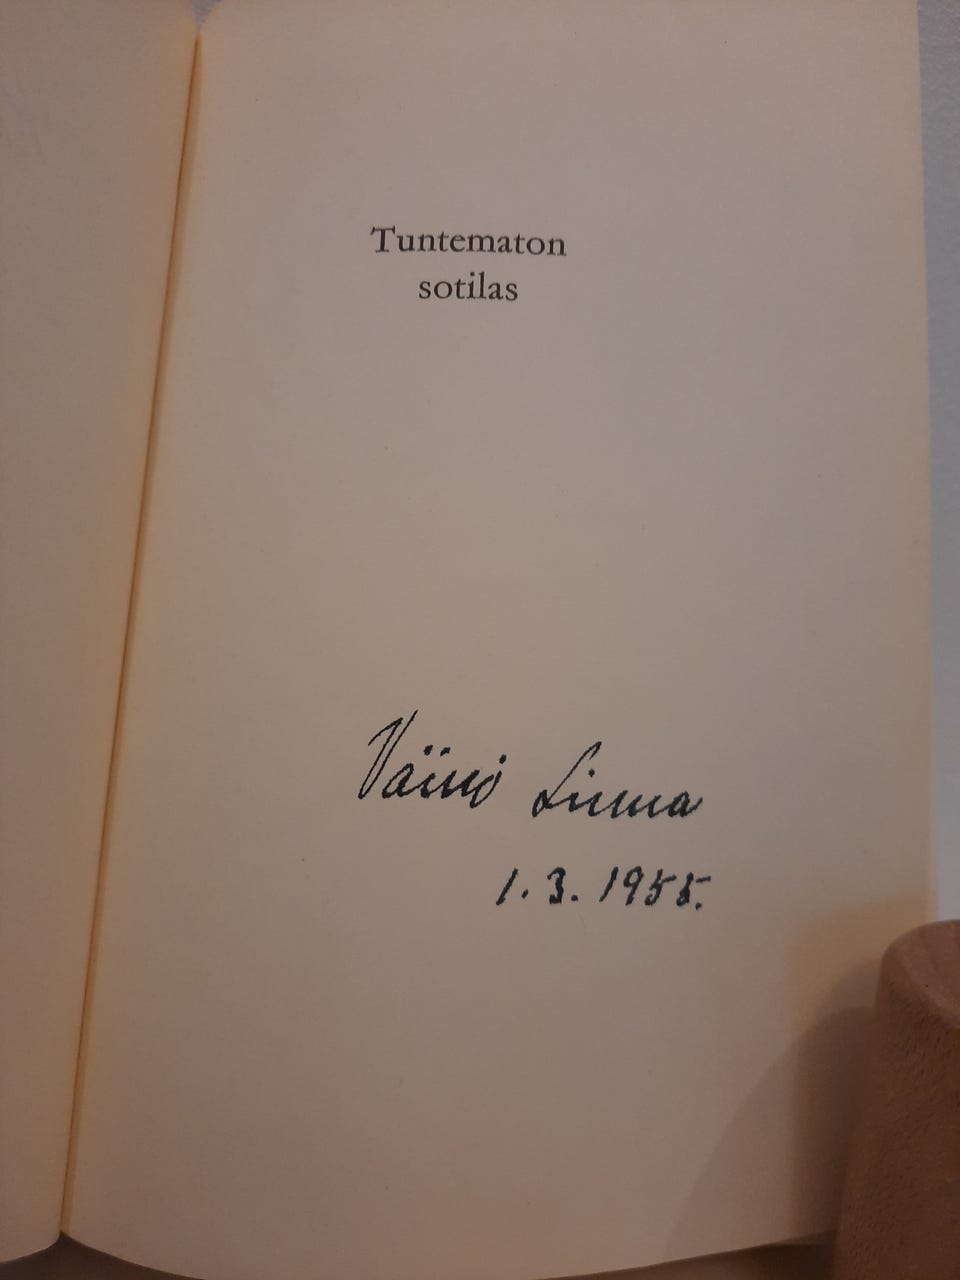 Tuntematon
sotilas
Väinö Linna
1.3.1955.